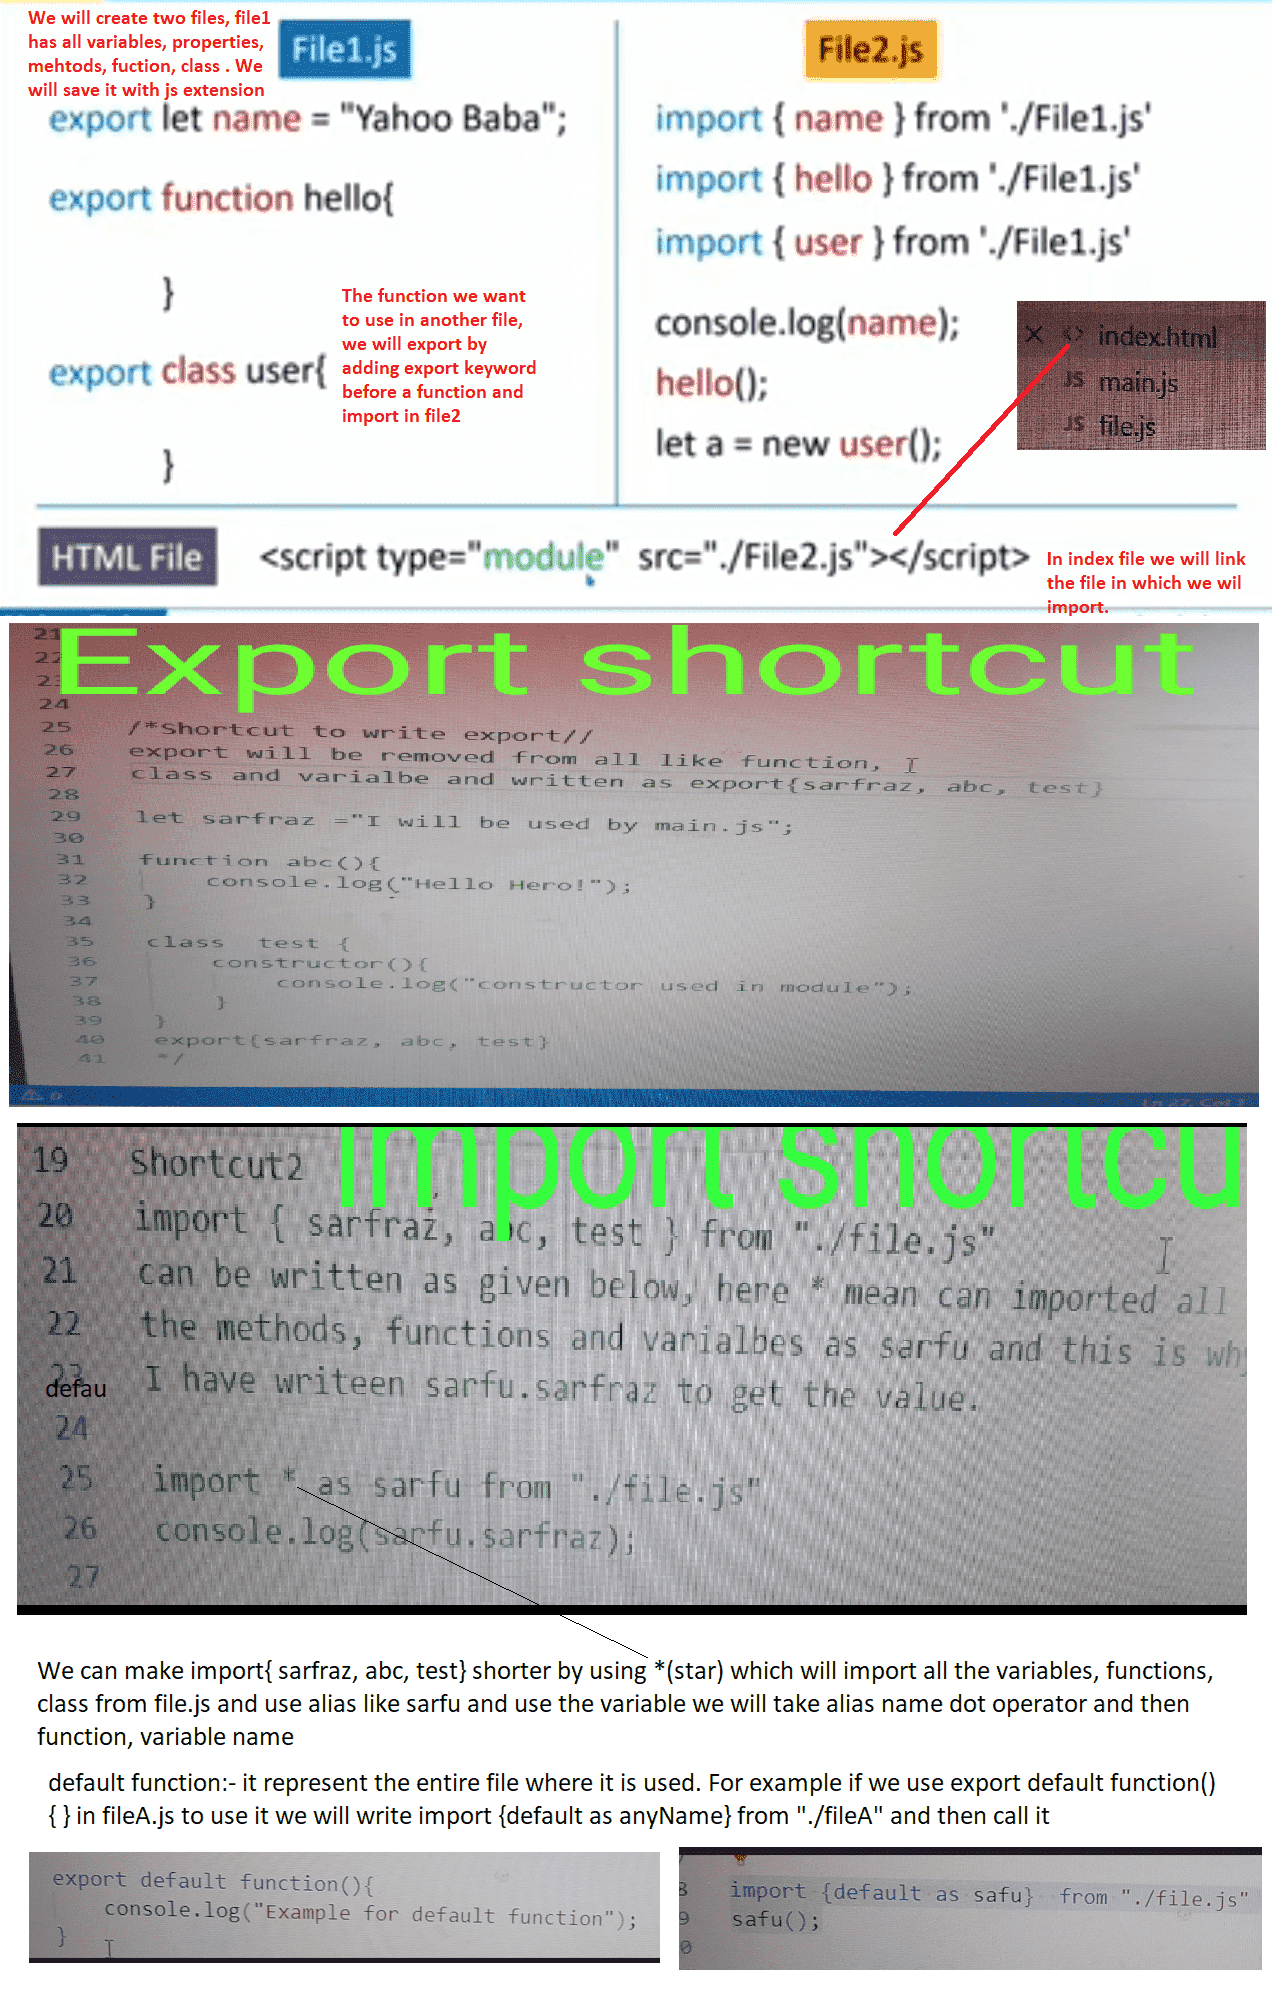 We will create two files, file1
has all variables, properties,
mehtods, fuction, class . We
will save it with js extension
File1.js
export let name = "Yahoo Baba";
export function hello{
}
export class user{
}
The function we want
to use in another file,
we will export by
adding export keyword
before a function and
import in file2
File2.js
import { name } from './File1.js'
import { hello } from './File1.js'
import { user } from './File1.js'
console.log(name);
hello();
let a = new user();
index.html
JS main.js
JS file.js
HTML File
<script type="module" src="./File2.js"></script>
In index file we will link
the file in which we wil
import.
Export shortcut
21
22
23
24
25 /*Shortcut to write export//
26 export will be removed from all like function,
27 class and varialbe and written as export{sarfraz, abc, test}
28
29 let sarfraz ="I will be used by main.js";
30
31 function abc(){
32 console.log("Hello Hero!");
33 }
34
35 class test {
36 constructor(){
37 console.log("constructor used in module");
38 }
39 }
40 export{sarfraz, abc, test}
41 */
Import shortcu
19 Shortcut2
20 import { sarfraz, abc, test } from "./file.js"
21 can be written as given below, here * mean can imported all
22 the methods, functions and varialbes as sarfu and this is why
23 I have writeen sarfu.sarfraz to get the value.
defau
24
25 import * as sarfu from "./file.js"
26 console.log(sarfu.sarfraz);
27
We can make import{ sarfraz, abc, test} shorter by using *(star) which will import all the variables, functions,
class from file.js and use alias like sarfu and use the variable we will take alias name dot operator and then
function, variable name
default function:- it represent the entire file where it is used. For example if we use export default function()
{ } in fileA.js to use it we will write import {default as anyName} from "./fileA" and then call it
export default function(){
console.log("Example for default function");
}
8 import {default as safu} from "./file.js"
9 safu();
0